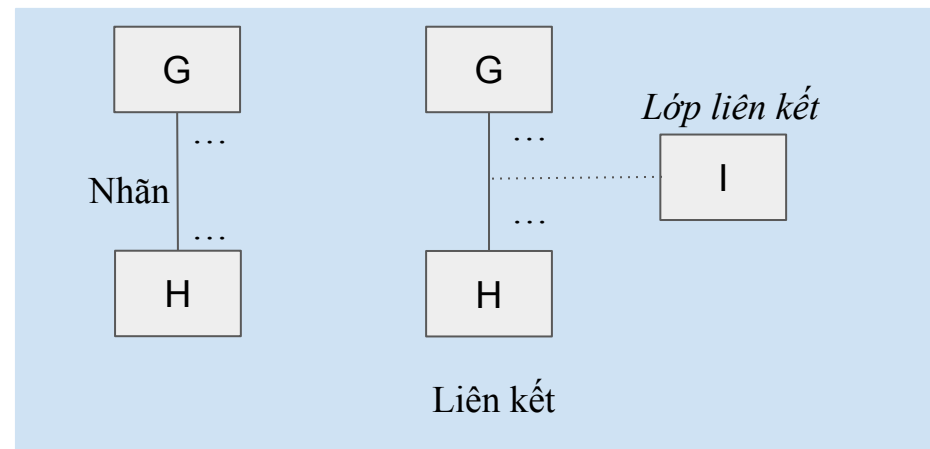 G
…
Nhãn
…
H
G
…
…
H
Lớp liên kết
I
Liên kết